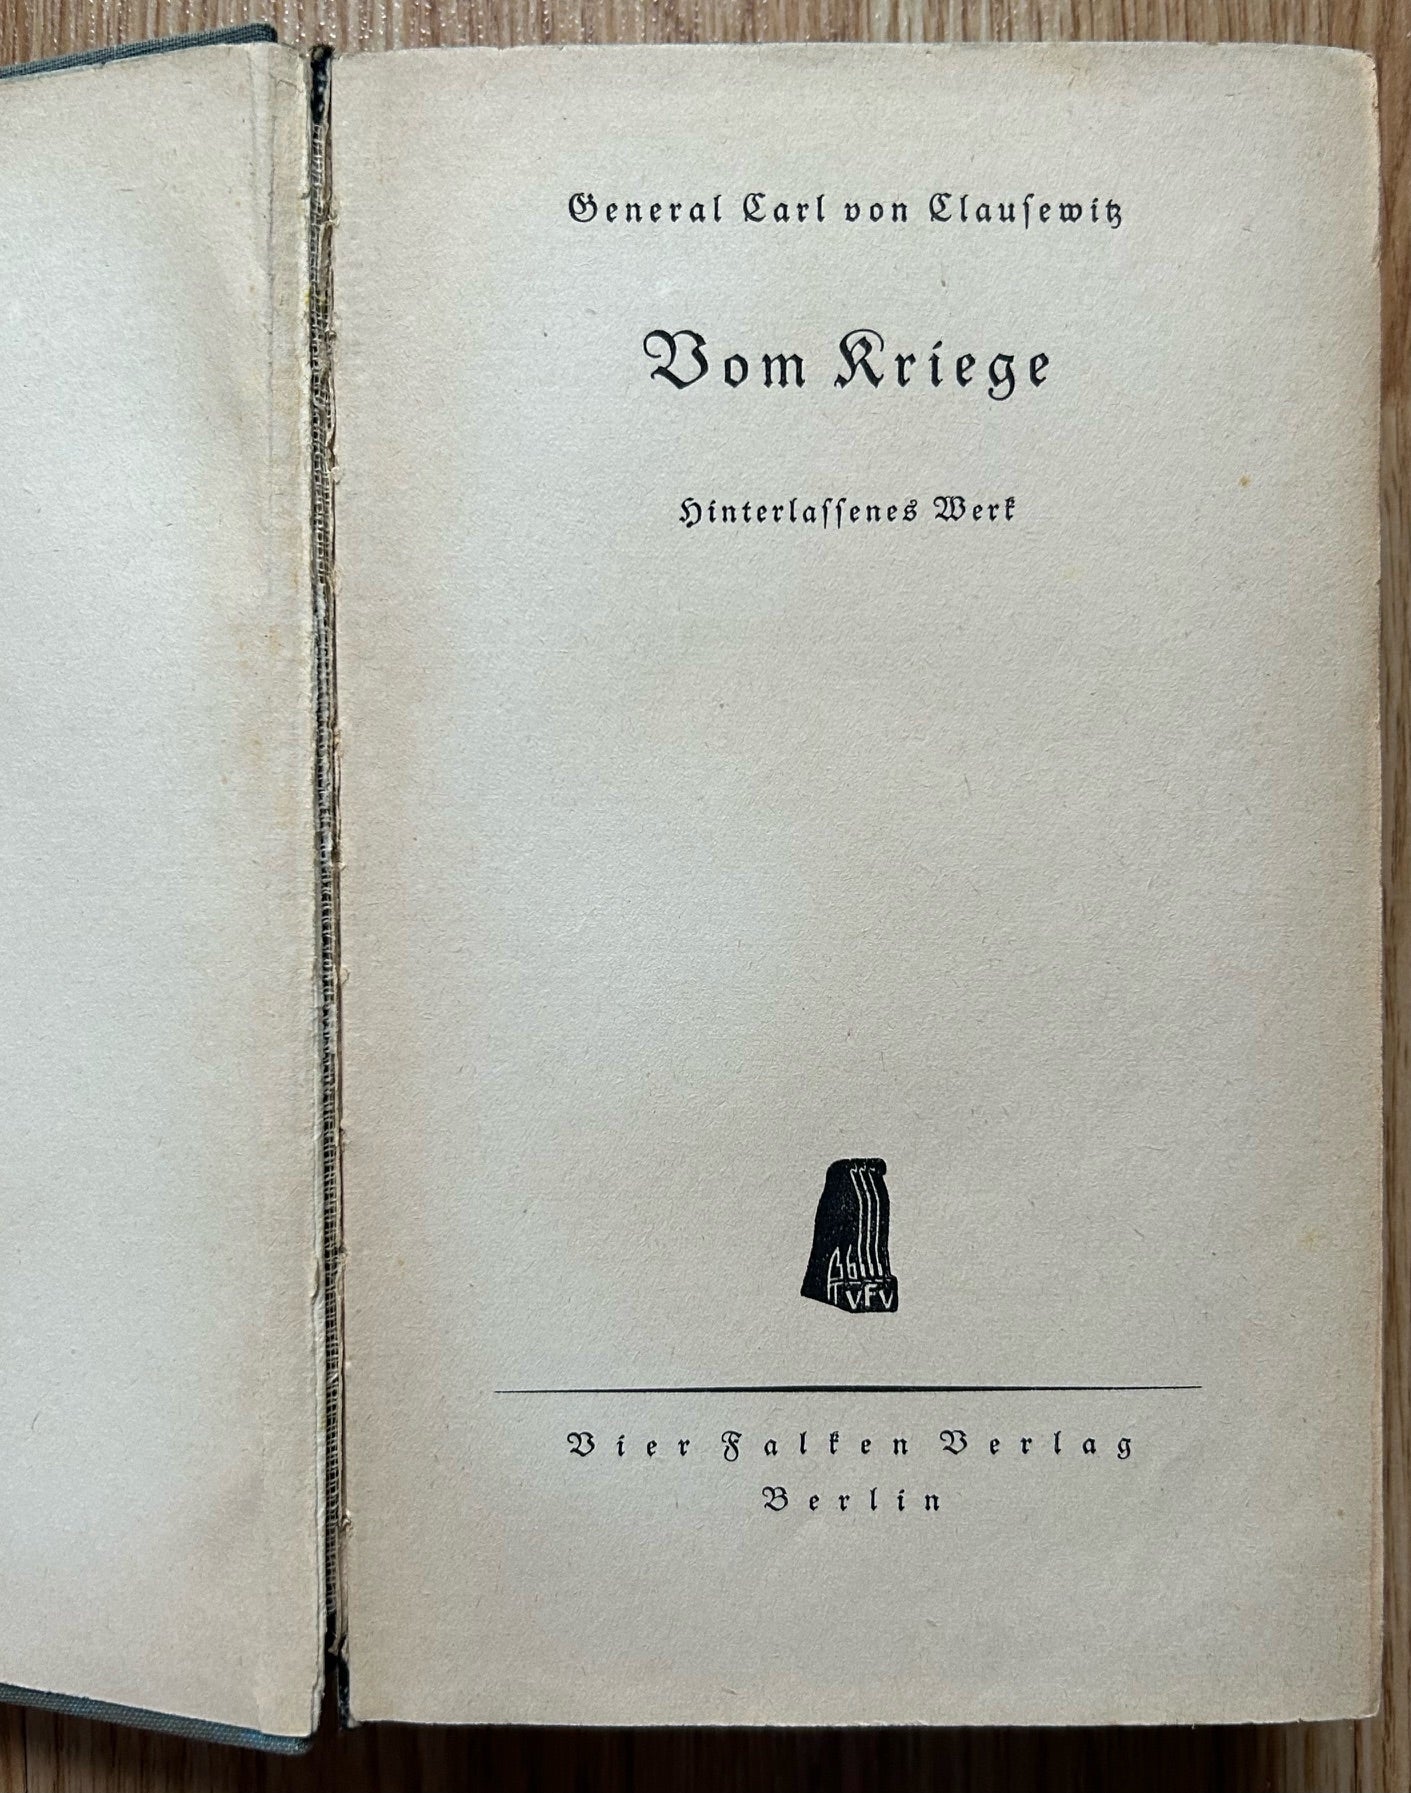 General Carl von Clauſewitz
Vom Kriege
Hinterlaſſenes Werk
VFV
Vier Falken Verlag
Berlin